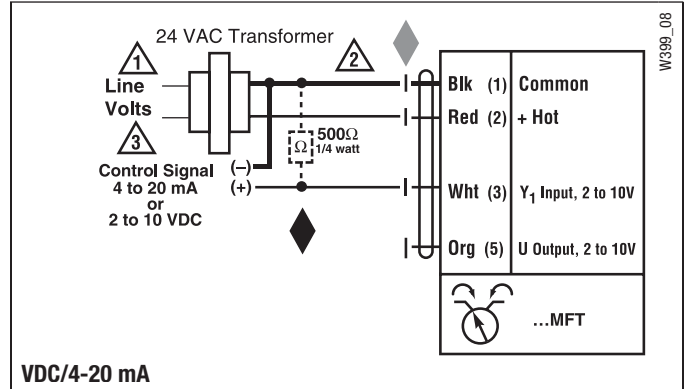 24 VAC Transformer
1
2
Line
Volts
3
Control Signal
4 to 20 mA
or
2 to 10 VDC
(–)
(+)
Ω
500Ω
1/4 watt
Blk (1) Common
Red (2) + Hot
Wht (3) Y₁ Input, 2 to 10V
Org (5) U Output, 2 to 10V
...MFT
W399_08
VDC/4-20 mA